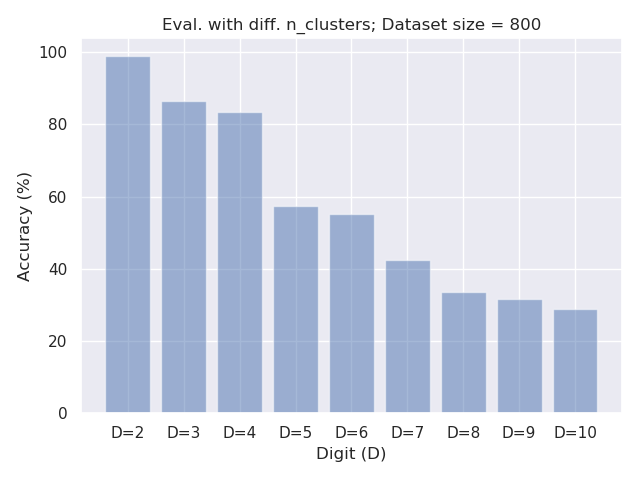 Eval. with diff. n_clusters; Dataset size = 800
100
80
60
40
20
0
Accuracy (%)
D=2 D=3 D=4 D=5 D=6 D=7 D=8 D=9 D=10
Digit (D)